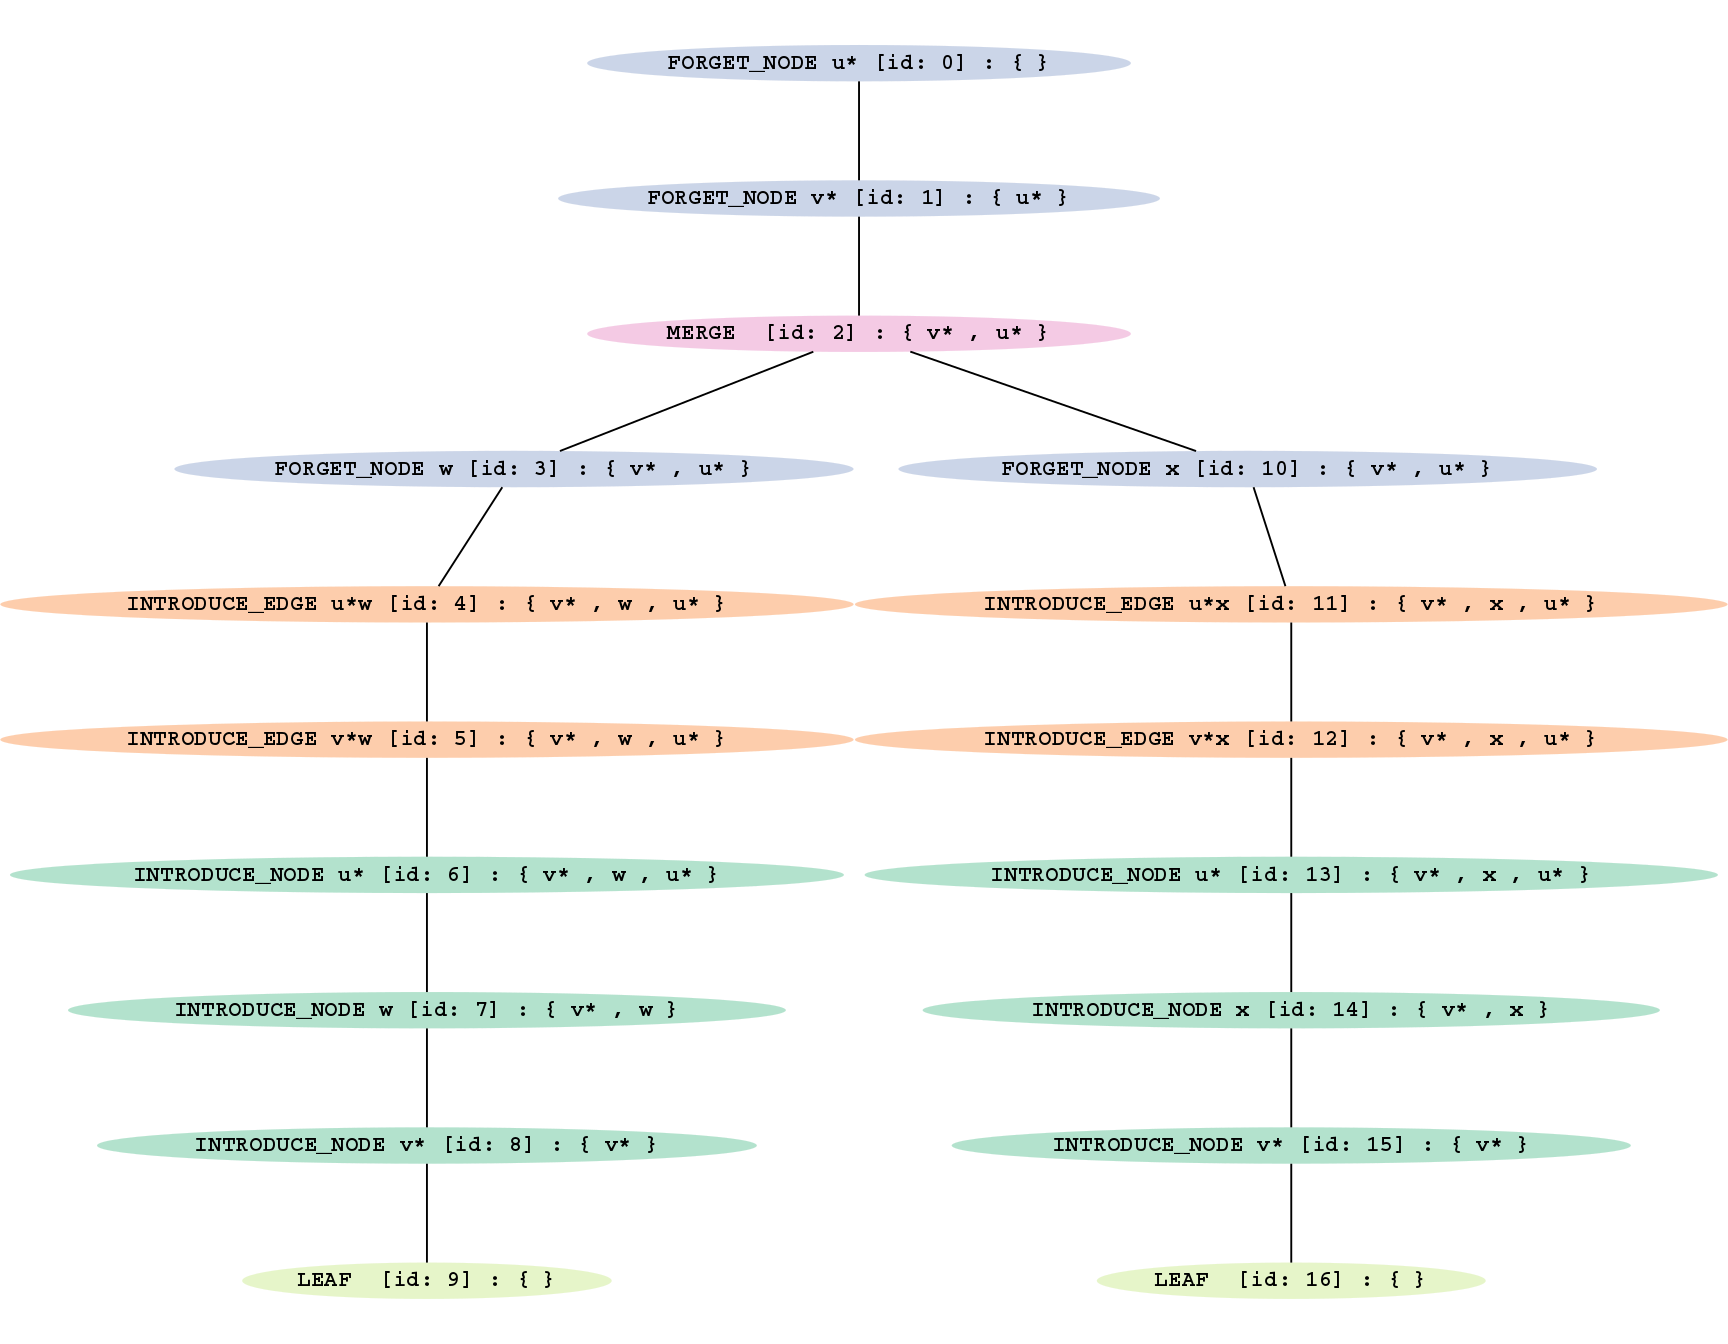 FORGET_NODE u* [id: 0] : { }
FORGET_NODE v* [id: 1] : { u* }
MERGE  [id: 2] : { v* , u* }
FORGET_NODE w [id: 3] : { v* , u* }
FORGET_NODE x [id: 10] : { v* , u* }
INTRODUCE_EDGE u*w [id: 4] : { v* , w , u* }
INTRODUCE_EDGE u*x [id: 11] : { v* , x , u* }
INTRODUCE_EDGE v*w [id: 5] : { v* , w , u* }
INTRODUCE_EDGE v*x [id: 12] : { v* , x , u* }
INTRODUCE_NODE u* [id: 6] : { v* , w , u* }
INTRODUCE_NODE u* [id: 13] : { v* , x , u* }
INTRODUCE_NODE w [id: 7] : { v* , w }
INTRODUCE_NODE x [id: 14] : { v* , x }
INTRODUCE_NODE v* [id: 8] : { v* }
INTRODUCE_NODE v* [id: 15] : { v* }
LEAF  [id: 9] : { }
LEAF  [id: 16] : { }